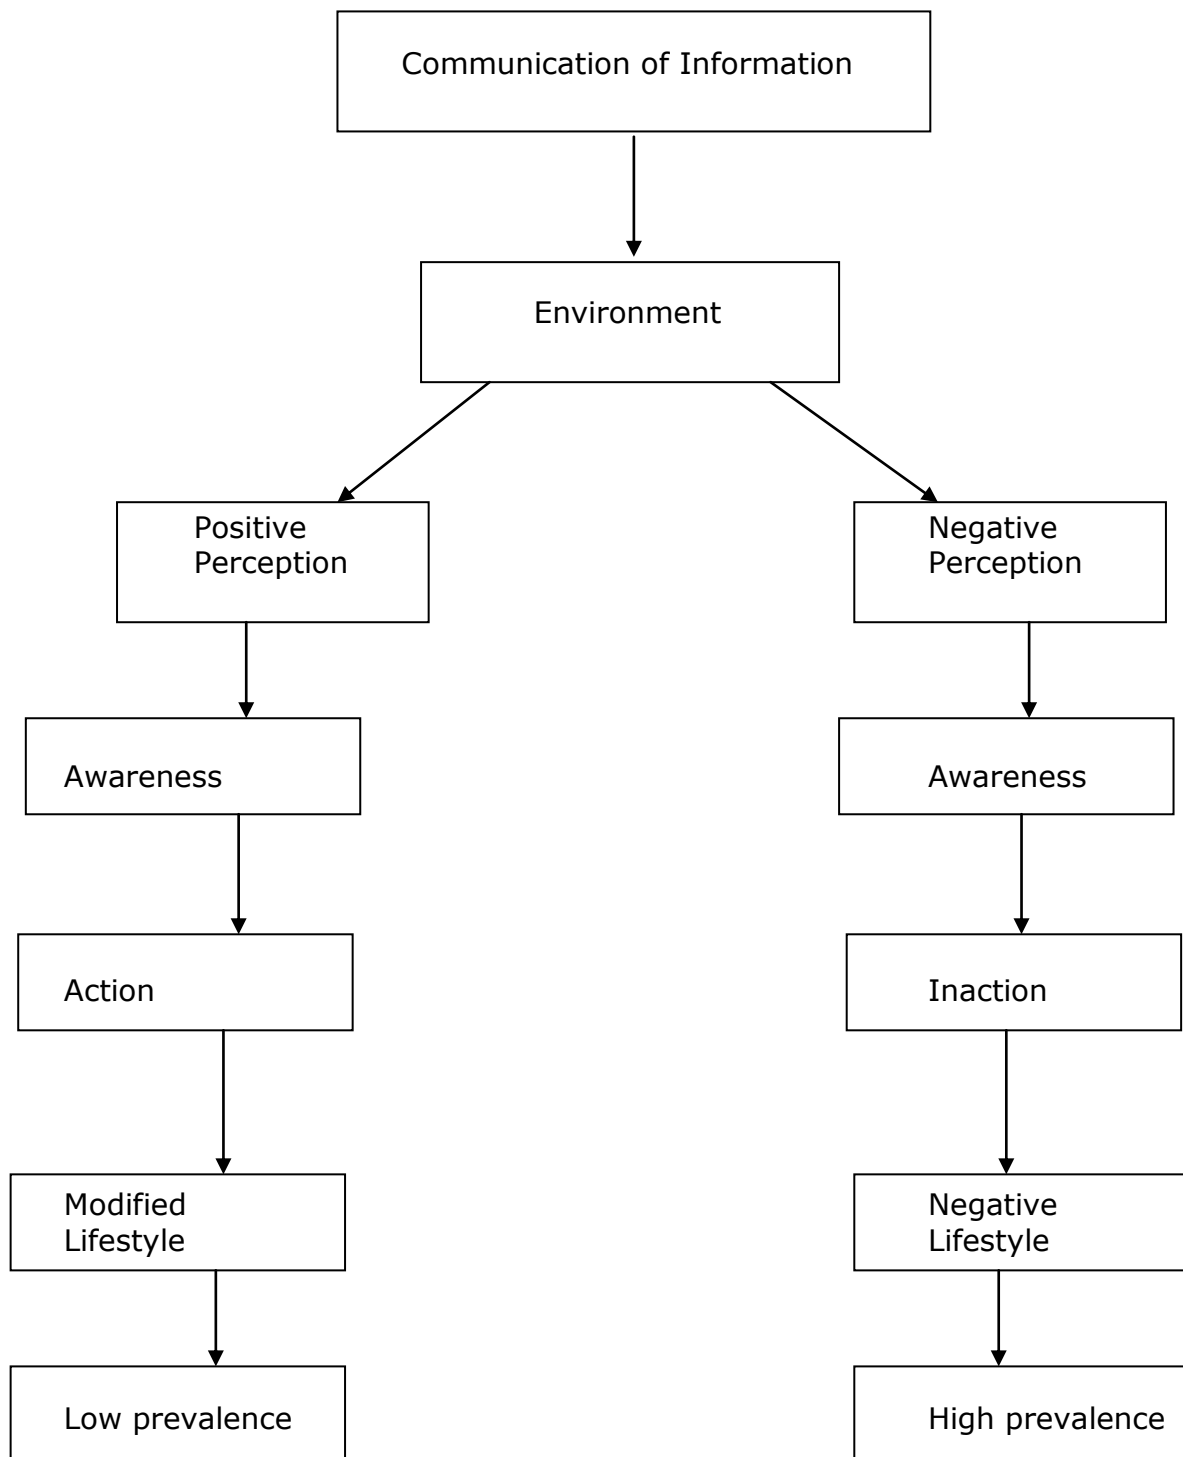 Communication of Information
Environment
Positive
Perception
Negative
Perception
Awareness
Awareness
Action
Inaction
Modified
Lifestyle
Negative
Lifestyle
Low prevalence
High prevalence